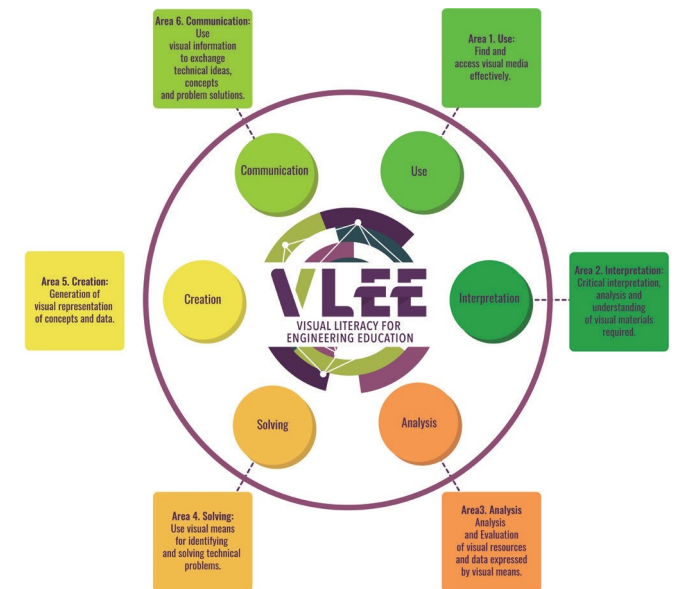 Area 6. Communication:
Use
visual information
to exchange
technical ideas,
concepts
and problem solutions.
Area 1. Use:
Find and
access visual media
effectively.
Communication
Use
Area 5. Creation:
Generation of
visual representation
of concepts and data.
Creation
VLEE
VISUAL LITERACY FOR
ENGINEERING EDUCATION
Interpretation
Area 2. Interpretation:
Critical interpretation,
analysis and
understanding
of visual materials
required.
Solving
Analysis
Area 4. Solving:
Use visual means
for identifying
and solving technical
problems.
Area3. Analysis
Analysis
and Evaluation
of visual resources
and data expressed
by visual means.